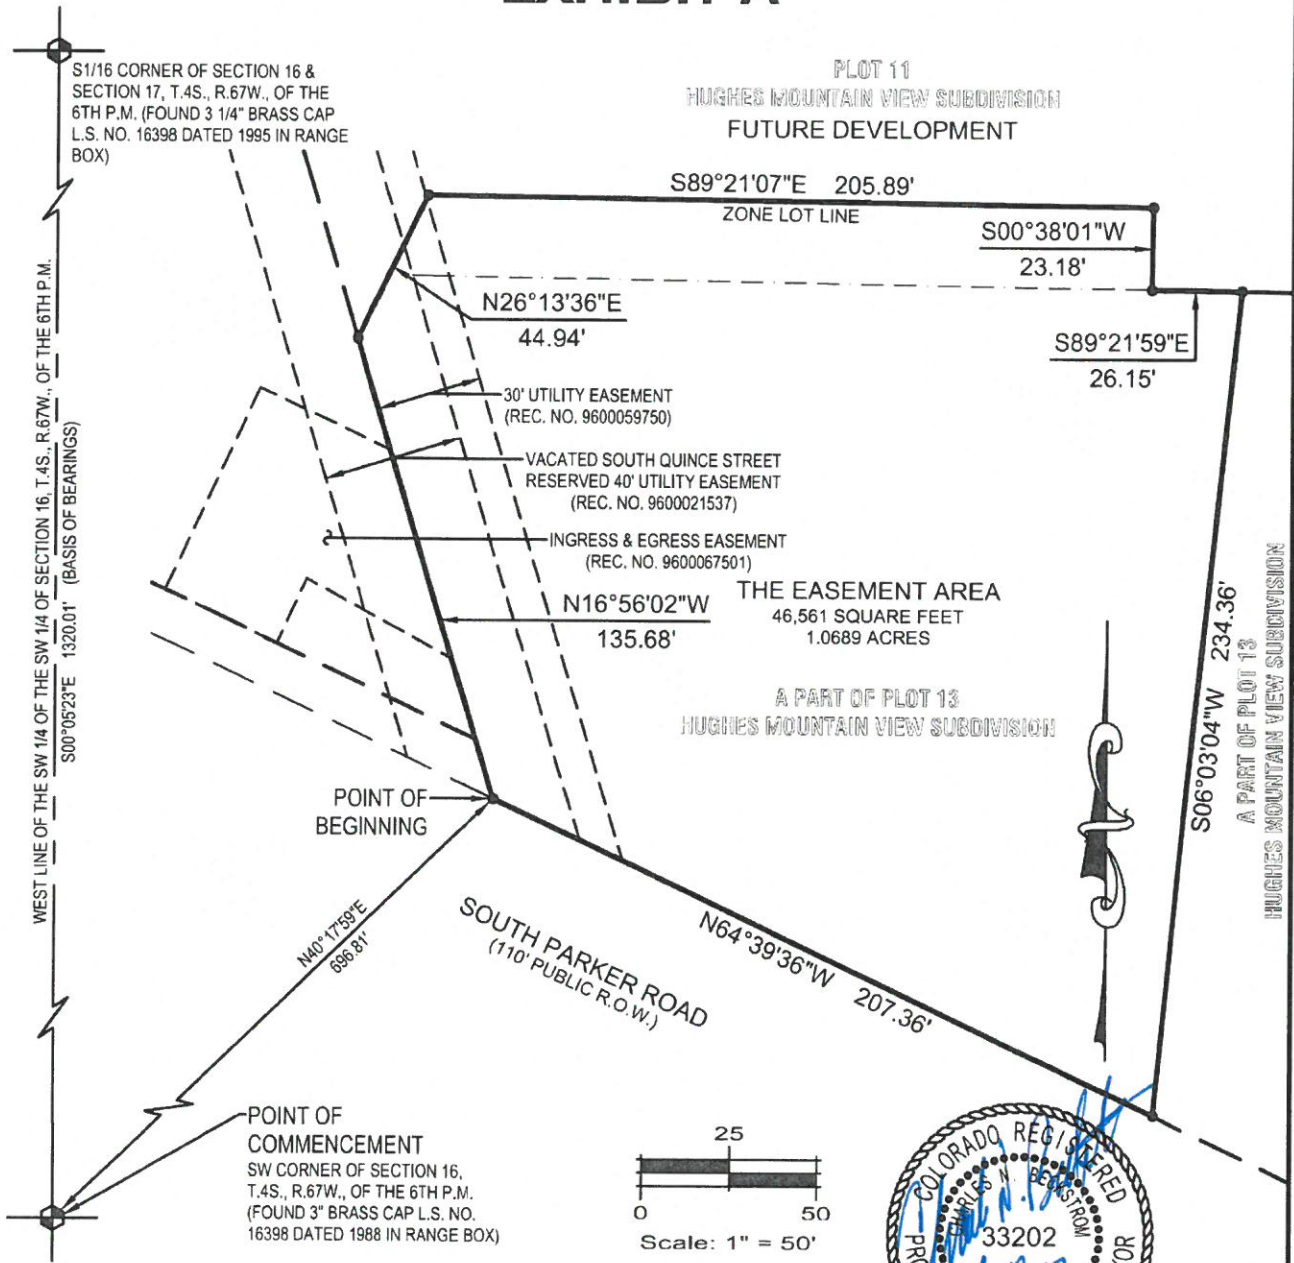 EXHIBIT A
S1/16 CORNER OF SECTION 16 &
SECTION 17, T.4S., R.67W., OF THE
6TH P.M. (FOUND 3 1/4" BRASS CAP
L.S. NO. 16398 DATED 1995 IN RANGE
BOX)
PLOT 11
HUGHES MOUNTAIN VIEW SUBDIVISION
FUTURE DEVELOPMENT
S89°21'07"E 205.89'
ZONE LOT LINE
S00°38'01"W
23.18'
N26°13'36"E
44.94'
S89°21'59"E
26.15'
30' UTILITY EASEMENT
(REC. NO. 9600059750)
VACATED SOUTH QUINCE STREET
RESERVED 40' UTILITY EASEMENT
(REC. NO. 9600021537)
INGRESS & EGRESS EASEMENT
(REC. NO. 9600067501)
N16°56'02"W
135.68'
THE EASEMENT AREA
46,561 SQUARE FEET
1.0689 ACRES
A PART OF PLOT 13
HUGHES MOUNTAIN VIEW SUBDIVISION
S06°03'04"W 234.36'
A PART OF PLOT 13
HUGHES MOUNTAIN VIEW SUBDIVISION
WEST LINE OF THE SW 1/4 OF THE SW 1/4 OF SECTION 16, T.4S., R.67W., OF THE 6TH P.M.
S00°05'23"E 1320.01' (BASIS OF BEARINGS)
POINT OF
BEGINNING
N40°17'59"E
696.81'
SOUTH PARKER ROAD
(110' PUBLIC R.O.W.)
N64°39'36"W 207.36'
POINT OF
COMMENCEMENT
SW CORNER OF SECTION 16,
T.4S., R.67W., OF THE 6TH P.M.
(FOUND 3" BRASS CAP L.S. NO.
16398 DATED 1988 IN RANGE BOX)
25
0 50
Scale: 1" = 50'
COLORADO REGISTERED
CHARLES N. BECKSTROM
33202